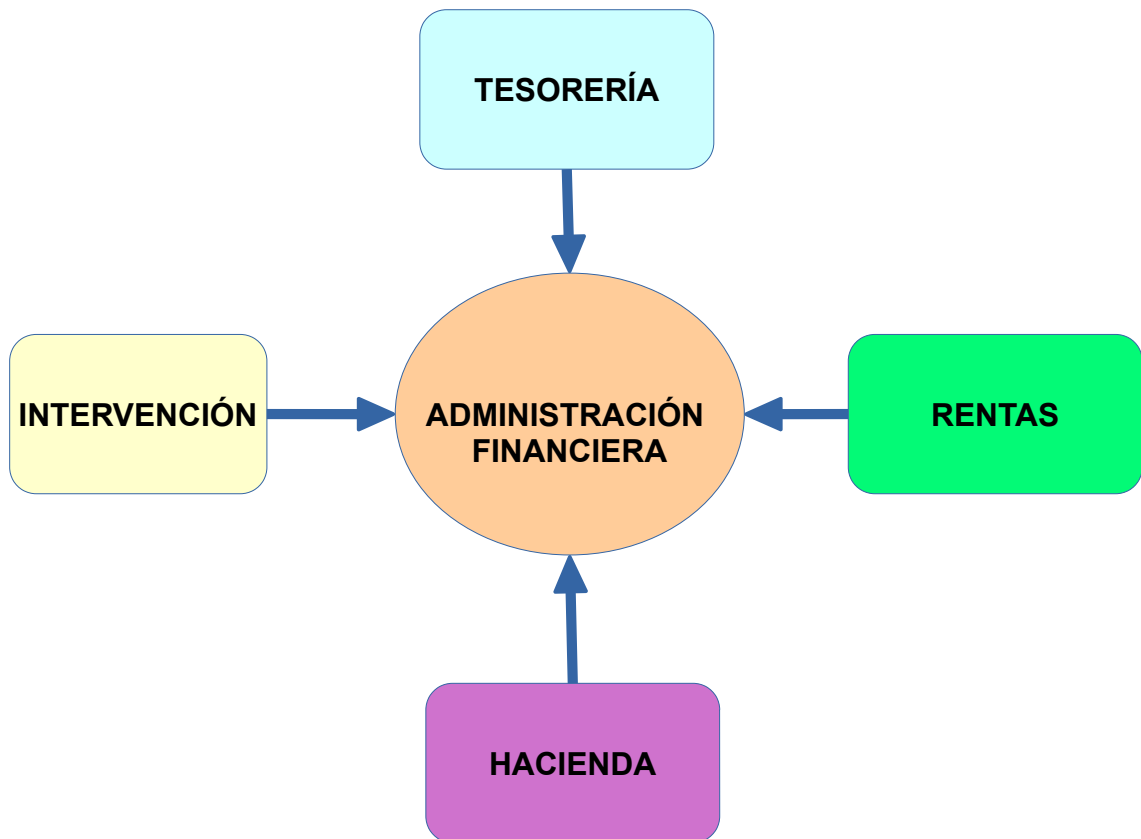 TESORERÍA
INTERVENCIÓN
ADMINISTRACIÓN
FINANCIERA
RENTAS
HACIENDA